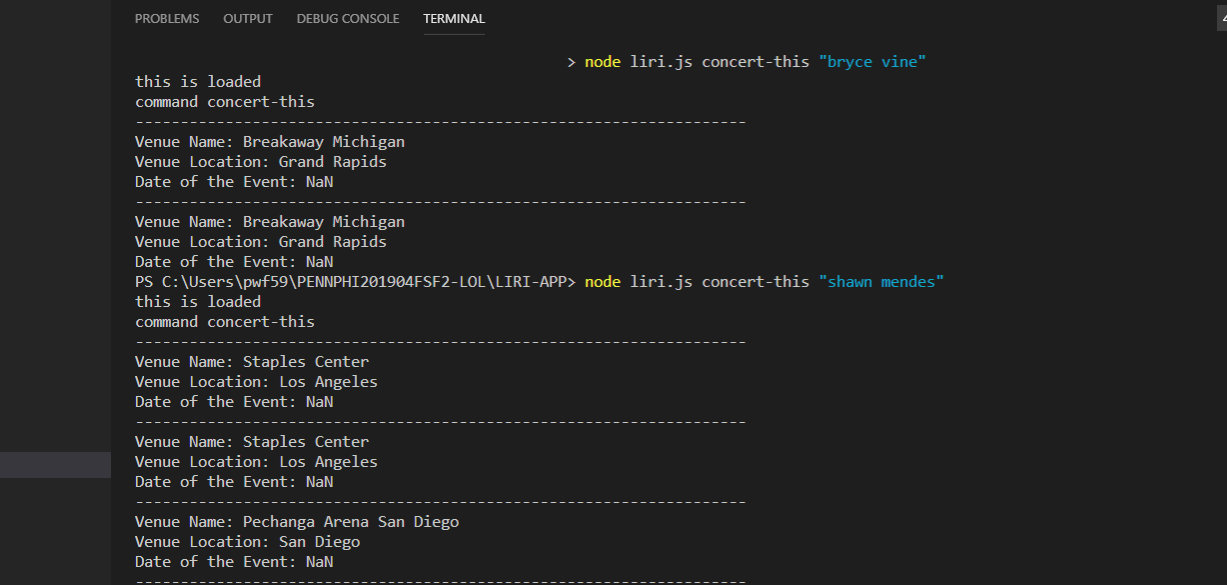 PROBLEMS OUTPUT DEBUG CONSOLE TERMINAL
> node liri.js concert-this "bryce vine"
this is loaded
command concert-this
--------------------------------------------------------------------
Venue Name: Breakaway Michigan
Venue Location: Grand Rapids
Date of the Event: NaN
--------------------------------------------------------------------
Venue Name: Breakaway Michigan
Venue Location: Grand Rapids
Date of the Event: NaN
PS C:\Users\pwf59\PENNPHI201904FSF2-LOL\LIRI-APP> node liri.js concert-this "shawn mendes"
this is loaded
command concert-this
--------------------------------------------------------------------
Venue Name: Staples Center
Venue Location: Los Angeles
Date of the Event: NaN
--------------------------------------------------------------------
Venue Name: Staples Center
Venue Location: Los Angeles
Date of the Event: NaN
--------------------------------------------------------------------
Venue Name: Pechanga Arena San Diego
Venue Location: San Diego
Date of the Event: NaN
--------------------------------------------------------------------